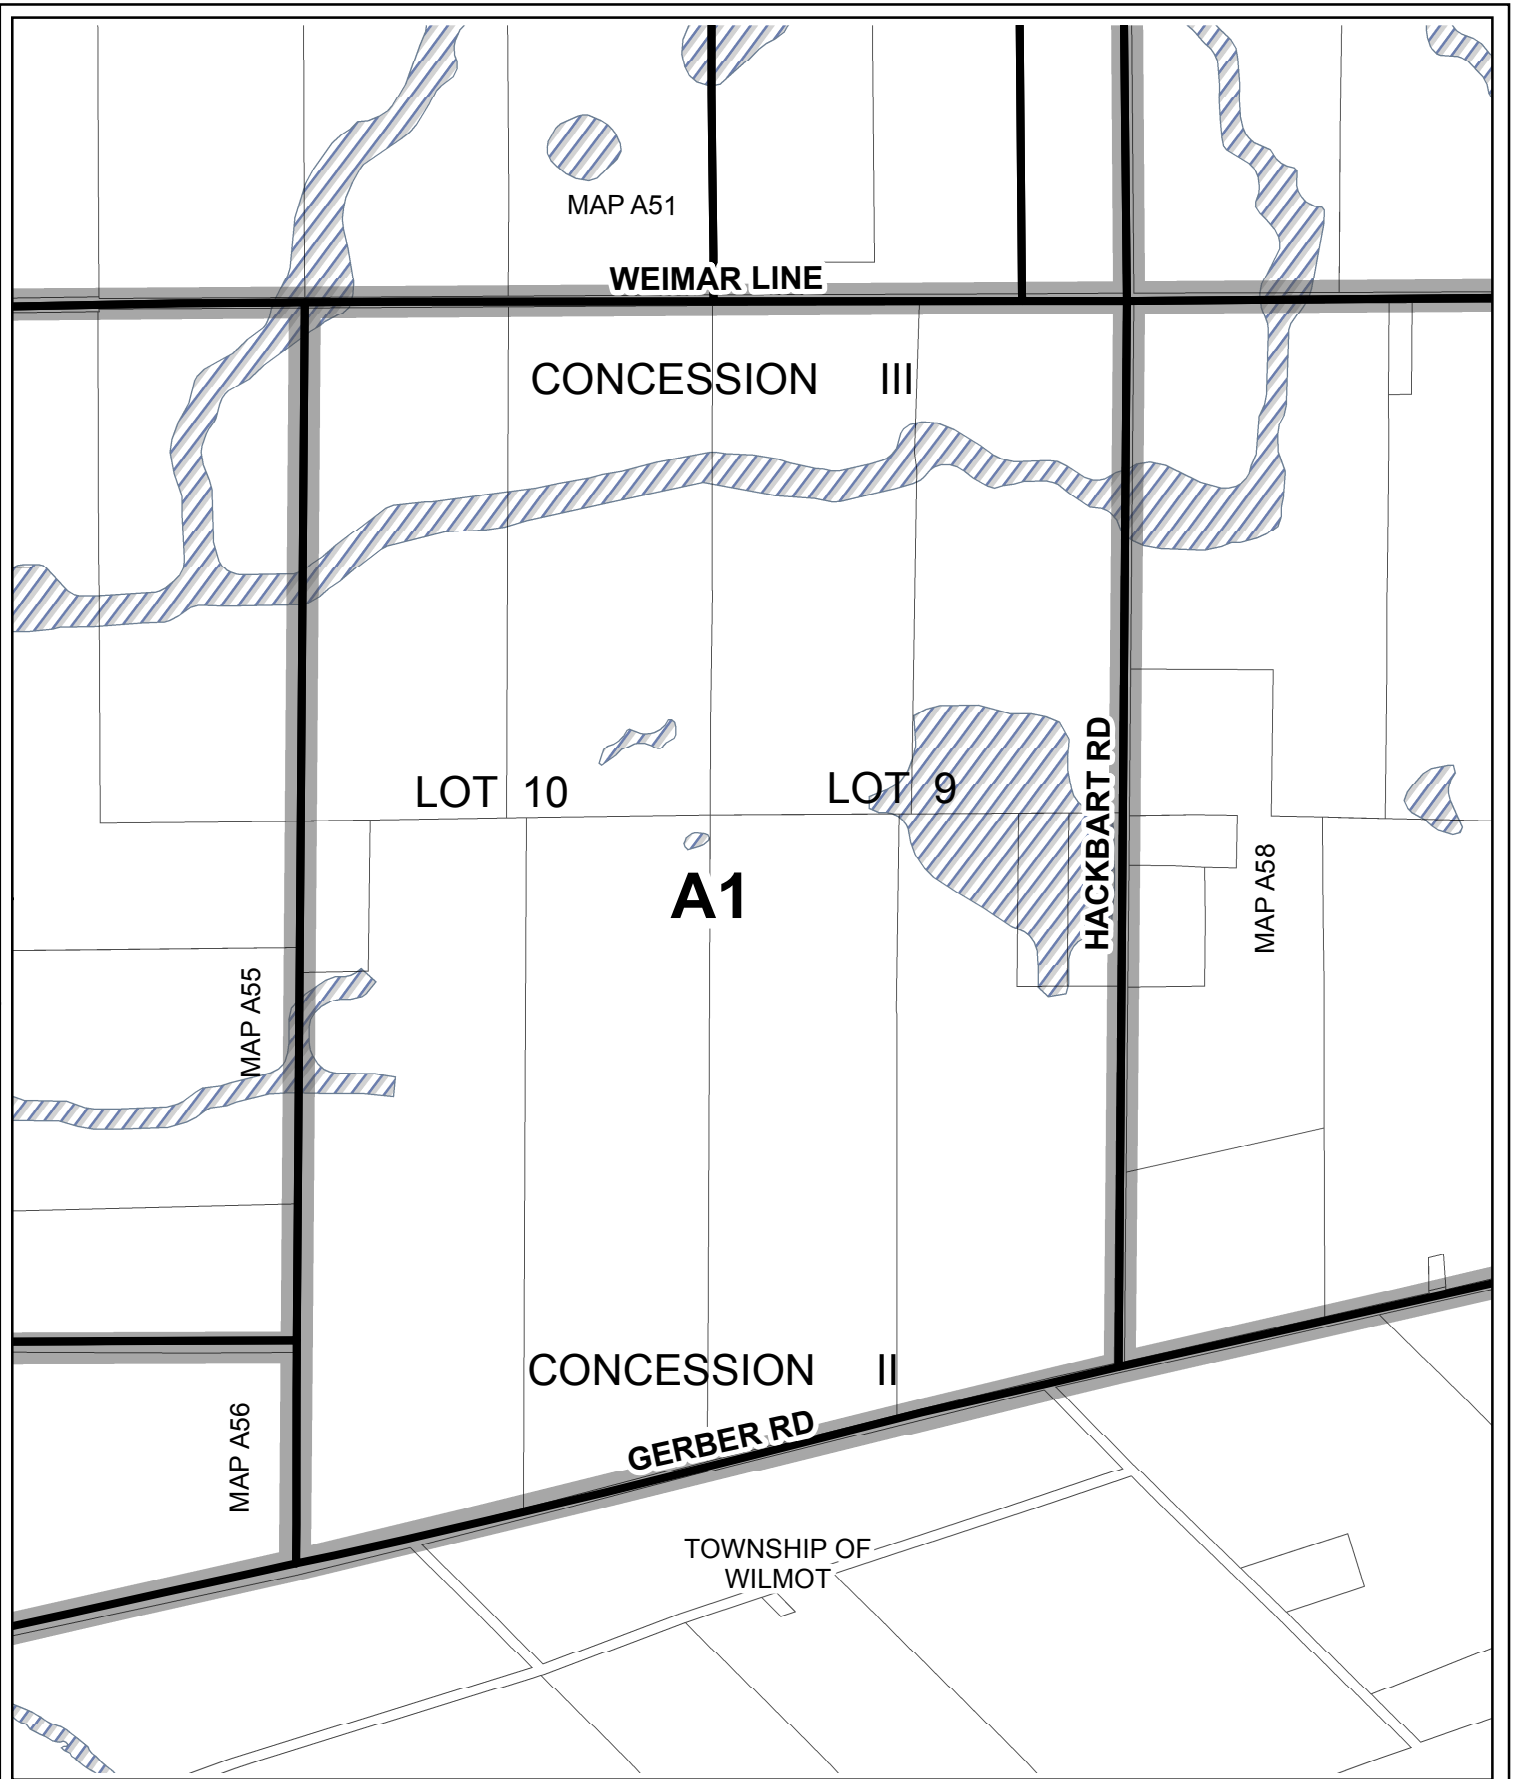 MAP A51
WEIMAR LINE
CONCESSION III
LOT 10
LOT 9
HACKBART RD
A1
MAP A58
MAP A55
CONCESSION II
GERBER RD
MAP A56
TOWNSHIP OF
WILMOT